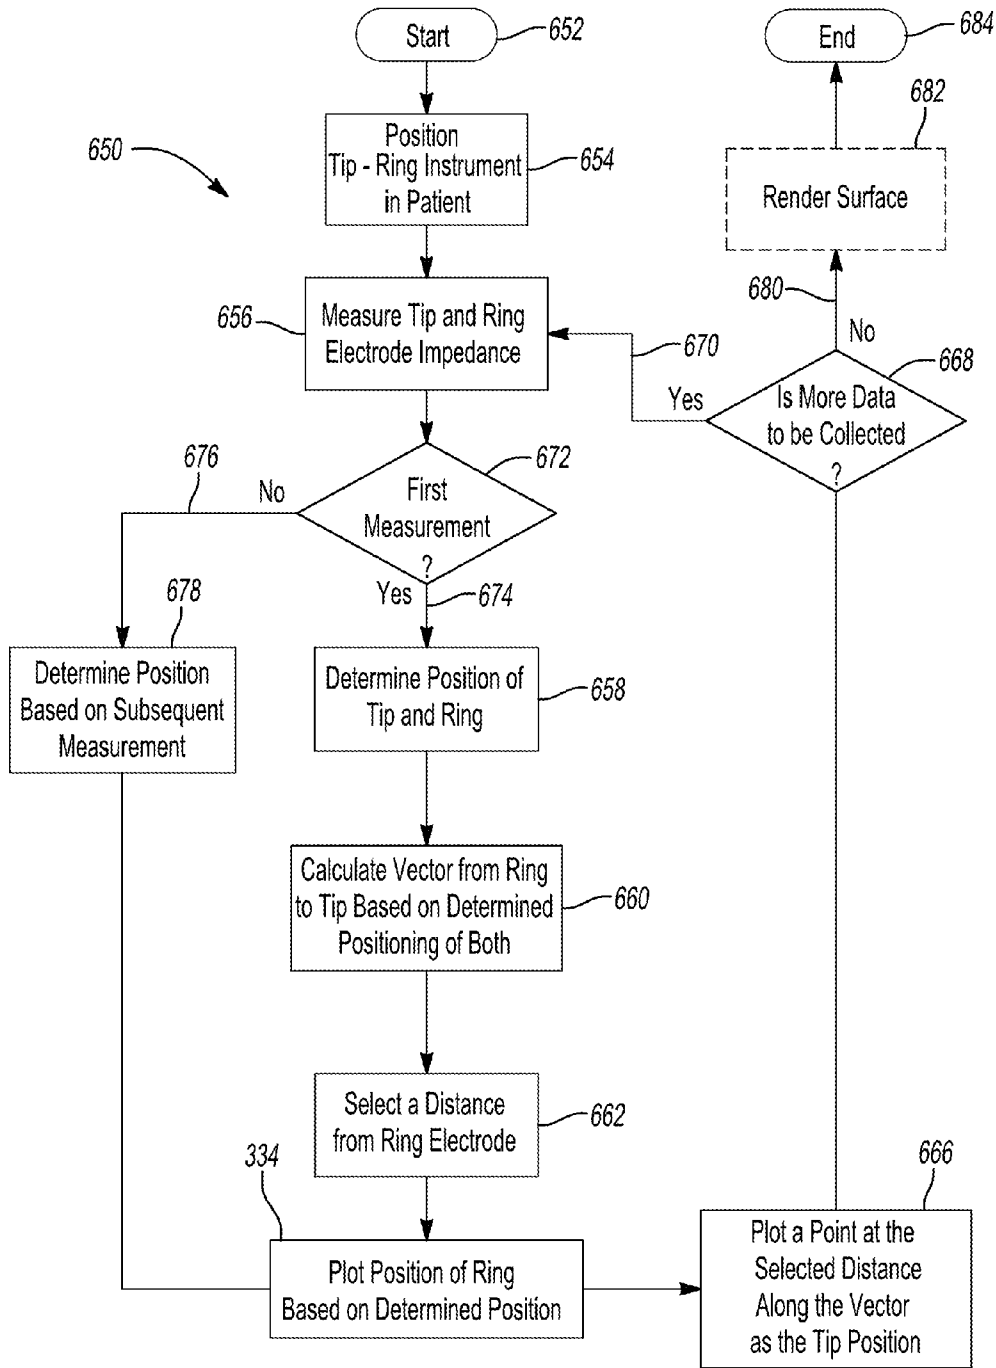 Start
652
End
684
650
Position
Tip - Ring Instrument
in Patient
654
682
Render Surface
656
Measure Tip and Ring
Electrode Impedance
670
680
No
Yes
668
Is More Data
to be Collected
?
676
No
672
First
Measurement
?
Yes
674
678
Determine Position
Based on Subsequent
Measurement
Determine Position of
Tip and Ring
658
Calculate Vector from Ring
to Tip Based on Determined
Positioning of Both
660
Select a Distance
from Ring Electrode
662
334
Plot Position of Ring
Based on Determined Position
666
Plot a Point at the
Selected Distance
Along the Vector
as the Tip Position